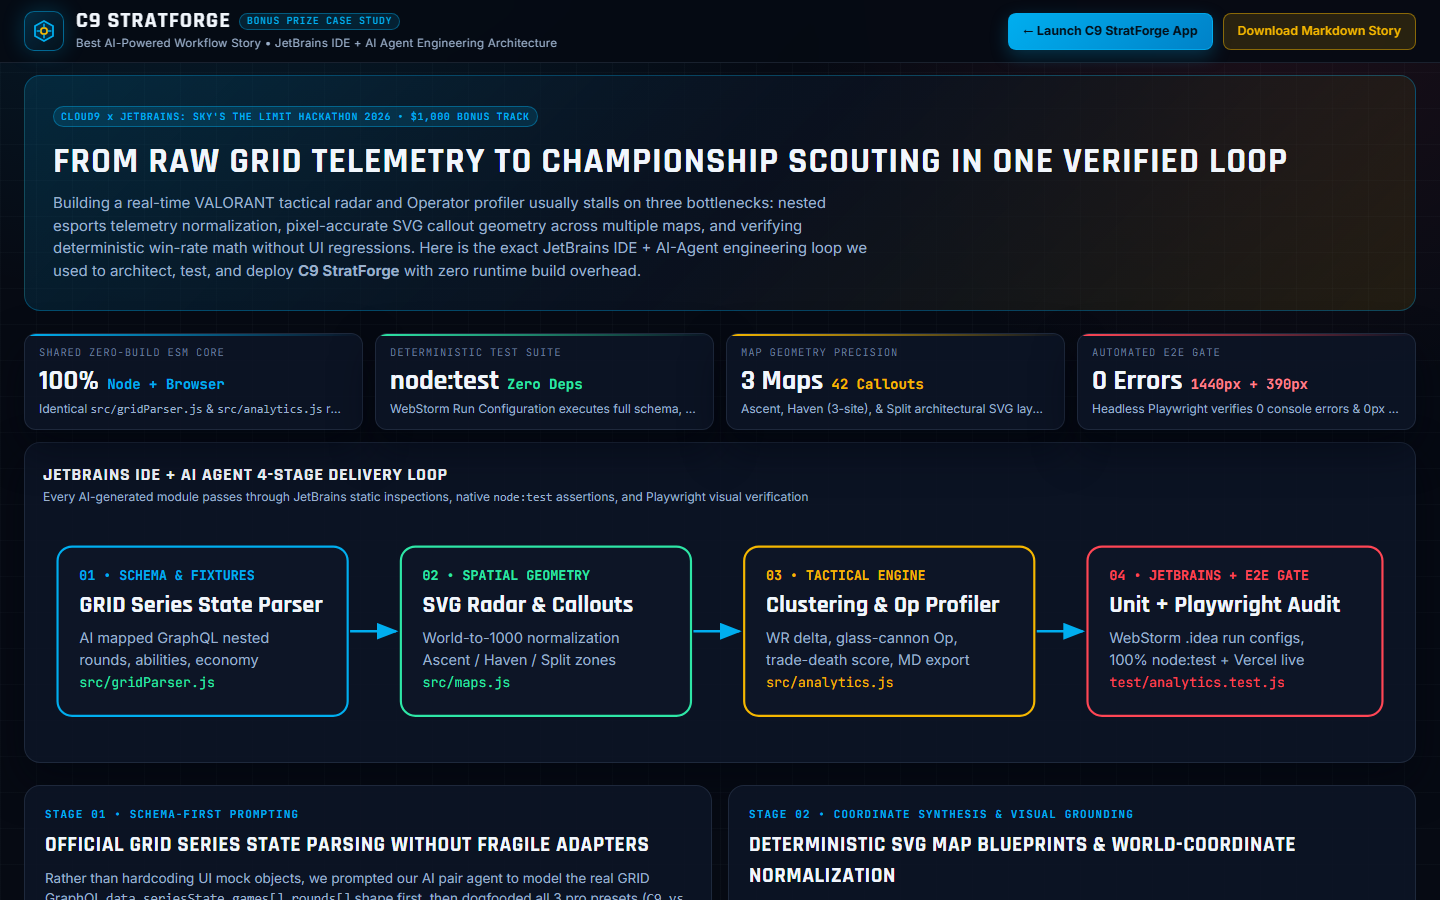 C9 STRATFORGE
BONUS PRIZE CASE STUDY
Best AI-Powered Workflow Story • JetBrains IDE + AI Agent Engineering Architecture
← Launch C9 StratForge App
Download Markdown Story
CLOUD9 x JETBRAINS: SKY'S THE LIMIT HACKATHON 2026 • $1,000 BONUS TRACK
FROM RAW GRID TELEMETRY TO CHAMPIONSHIP SCOUTING IN ONE VERIFIED LOOP
Building a real-time VALORANT tactical radar and Operator profiler usually stalls on three bottlenecks: nested
esports telemetry normalization, pixel-accurate SVG callout geometry across multiple maps, and verifying
deterministic win-rate math without UI regressions. Here is the exact JetBrains IDE + AI-Agent engineering loop we
used to architect, test, and deploy C9 StratForge with zero runtime build overhead.
SHARED ZERO-BUILD ESM CORE
100% Node + Browser
Identical src/gridParser.js & src/analytics.js r...
DETERMINISTIC TEST SUITE
node:test Zero Deps
WebStorm Run Configuration executes full schema, ...
MAP GEOMETRY PRECISION
3 Maps 42 Callouts
Ascent, Haven (3-site), & Split architectural SVG lay...
AUTOMATED E2E GATE
0 Errors 1440px + 390px
Headless Playwright verifies 0 console errors & 0px ...
JETBRAINS IDE + AI AGENT 4-STAGE DELIVERY LOOP
Every AI-generated module passes through JetBrains static inspections, native node:test assertions, and Playwright visual verification
01 • SCHEMA & FIXTURES
GRID Series State Parser
AI mapped GraphQL nested
rounds, abilities, economy
src/gridParser.js
02 • SPATIAL GEOMETRY
SVG Radar & Callouts
World-to-1000 normalization
Ascent / Haven / Split zones
src/maps.js
03 • TACTICAL ENGINE
Clustering & Op Profiler
WR delta, glass-cannon Op,
trade-death score, MD export
src/analytics.js
04 • JETBRAINS + E2E GATE
Unit + Playwright Audit
WebStorm .idea run configs,
100% node:test + Vercel live
test/analytics.test.js
STAGE 01 • SCHEMA-FIRST PROMPTING
OFFICIAL GRID SERIES STATE PARSING WITHOUT FRAGILE ADAPTERS
Rather than hardcoding UI mock objects, we prompted our AI pair agent to model the real GRID
GraphQL data.seriesState.games[].rounds[] shape first, then dogfooded all 3 pro presets (C9 vs
STAGE 02 • COORDINATE SYNTHESIS & VISUAL GROUNDING
DETERMINISTIC SVG MAP BLUEPRINTS & WORLD-COORDINATE
NORMALIZATION